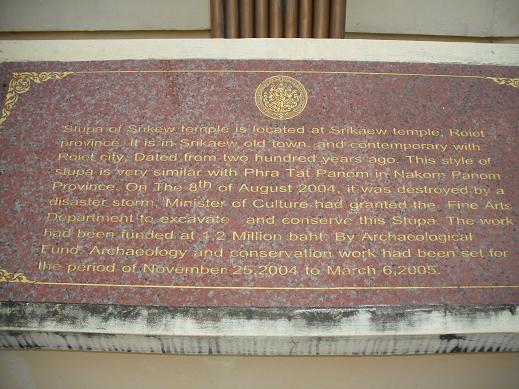 Stupa of Srikew temple is located at Srikaew temple, Roiet
province. It is in Srikaew old town and contemporary with
Roiet city. Dated from two hundred years ago. This style of
stupa is very similar with Phra Tat Panom in Nakorn Panom
Province. On The 8th of August 2004, it was destroyed by a
disaster storm. Minister of Culture had granted the Fine Arts
Department to excavate and conserve this Stupa. The work
had been funded at 1.2 Million baht. By Archaeological
Fund. Archaeology and conservation work had been set for
the period of November 25,2004 to March 6,2005.